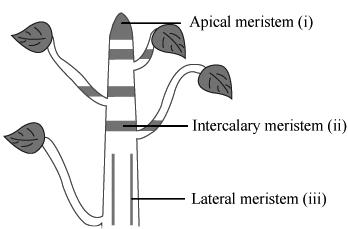 Apical meristem (i)
Intercalary meristem (ii)
Lateral meristem (iii)